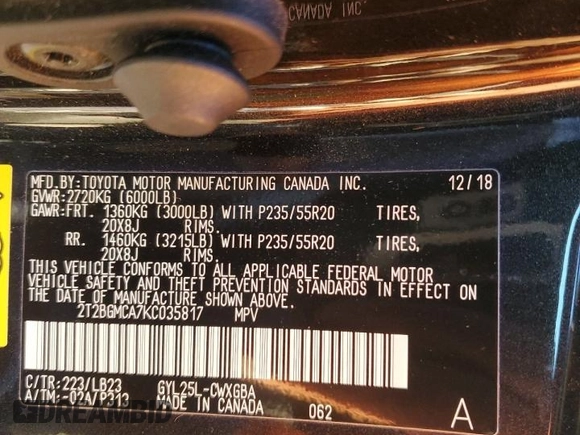 CANADA INC.
MFD.BY:TOYOTA MOTOR MANUFACTURING CANADA INC. 12/18
GVWR:2720KG (6000LB)
GAWR:FRT. 1360KG (3000LB) WITH P235/55R20 TIRES,
20X8J RIMS.
RR. 1460KG (3215LB) WITH P235/55R20 TIRES,
20X8J RIMS.
THIS VEHICLE CONFORMS TO ALL APPLICABLE FEDERAL MOTOR
VEHICLE SAFETY AND THEFT PREVENTION STANDARDS IN EFFECT ON
THE DATE OF MANUFACTURE SHOWN ABOVE.
2T2BGMCA7KC035817 MPV
C/TR:223/LB23 GYL25L-CWXGBA
A/TM:-02A/P313 MADE IN CANADA 062 A
DREAMBID